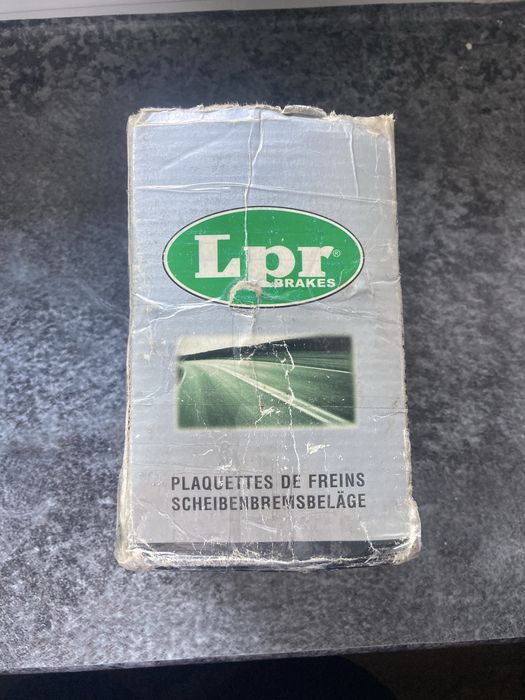 Lpr®
BRAKES
PLAQUETTES DE FREINS
SCHEIBENBREMSBELÄGE